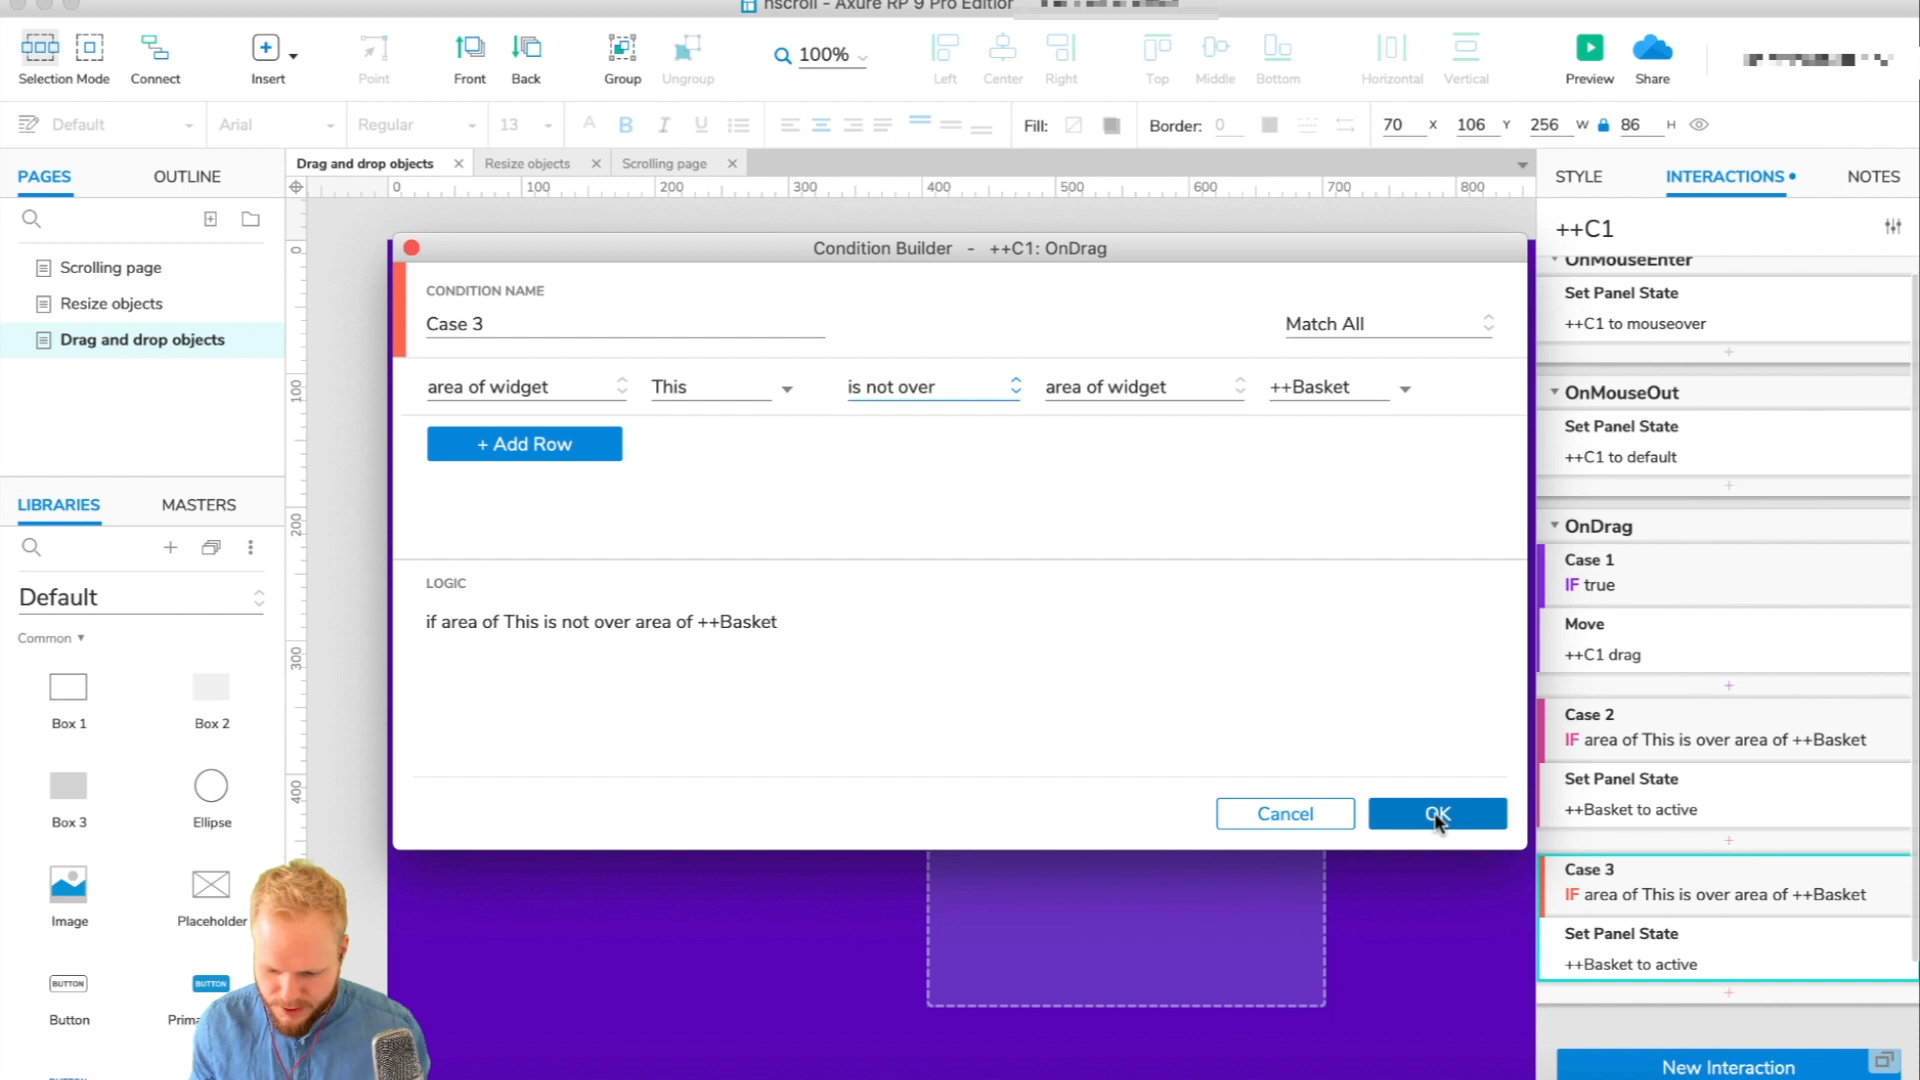 hscroll - Axure RP 9 Pro Edition
Selection Mode
Connect
Insert
Point
Front
Back
Group
Ungroup
100%
Left
Center
Right
Top
Middle
Bottom
Horizontal
Vertical
Preview
Share
Default
Arial
Regular
13
Fill:
Border: 0
70 X 106 Y 256 W 86 H
PAGES
OUTLINE
Drag and drop objects
Resize objects
Scrolling page
STYLE
INTERACTIONS
NOTES
0 100 200 300 400 500 600 700 800
Scrolling page
Resize objects
Drag and drop objects
LIBRARIES
MASTERS
Default
Common
Box 1
Box 2
Box 3
Ellipse
Image
Placeholder
BUTTON
BUTTON
Button
Prim
0
100
200
300
400
Condition Builder - ++C1: OnDrag
CONDITION NAME
Case 3
Match All
area of widget This is not over area of widget ++Basket
+ Add Row
LOGIC
if area of This is not over area of ++Basket
Cancel
OK
++C1
OnMouseEnter
Set Panel State
++C1 to mouseover
OnMouseOut
Set Panel State
++C1 to default
OnDrag
Case 1
IF true
Move
++C1 drag
Case 2
IF area of This is over area of ++Basket
Set Panel State
++Basket to active
Case 3
IF area of This is over area of ++Basket
Set Panel State
++Basket to active
New Interaction